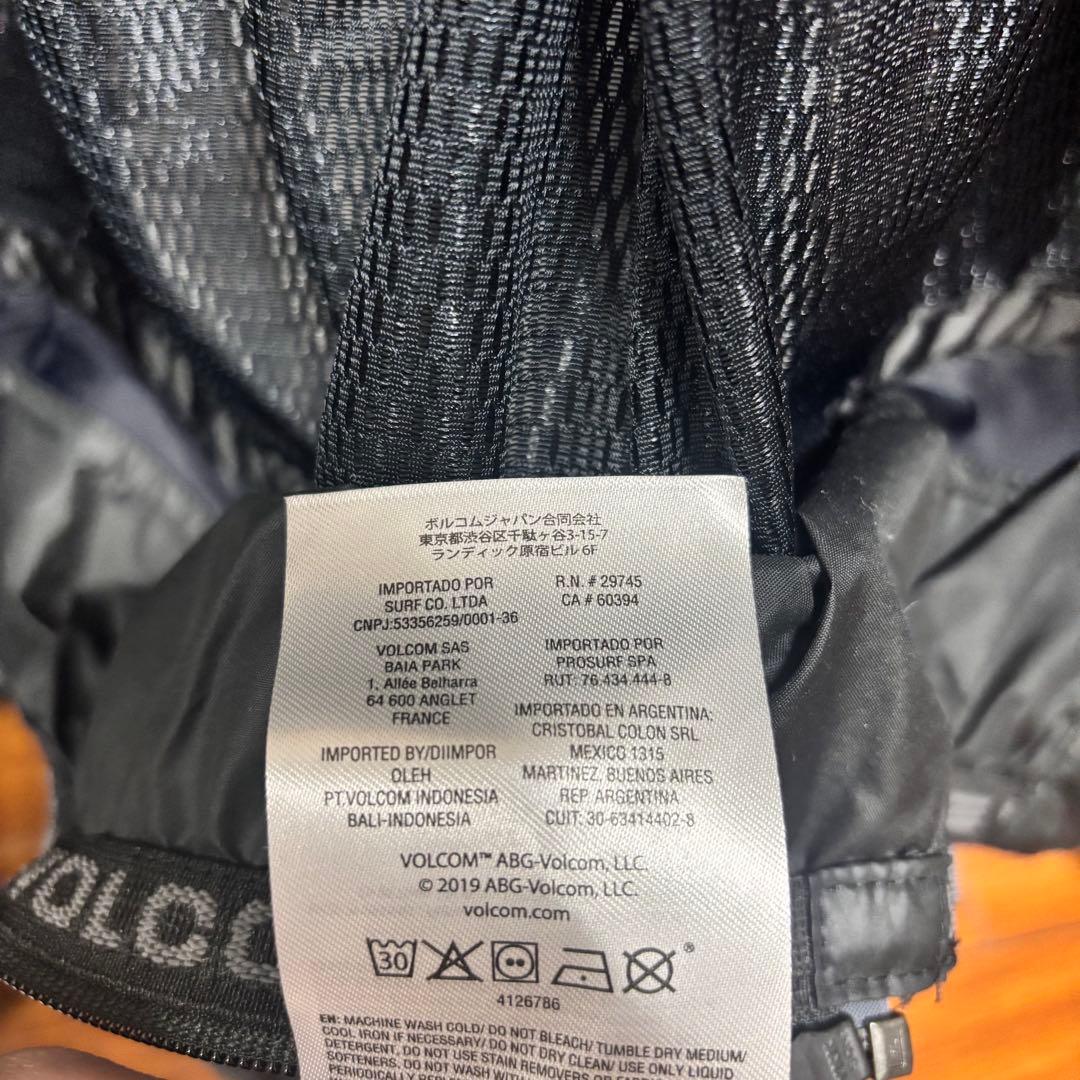 ボルコムジャパン合同会社
東京都渋谷区千駄ヶ谷3-15-7
ランディック原宿ビル 6F
IMPORTADO POR
SURF CO. LTDA
CNPJ:53356259/0001-36
VOLCOM SAS
BAIA PARK
1, Allée Belharra
64 600 ANGLET
FRANCE
IMPORTED BY/DIIMPOR
OLEH
PT.VOLCOM INDONESIA
BALI-INDONESIA
R.N. # 29745
CA # 60394
IMPORTADO POR
PROSURF SPA
RUT: 76.434.444-8
IMPORTADO EN ARGENTINA:
CRISTOBAL COLON SRL
MEXICO 1315
MARTINEZ, BUENOS AIRES
REP. ARGENTINA
CUIT: 30-63414402-8
VOLCOM™ ABG-Volcom, LLC.
© 2019 ABG-Volcom, LLC.
volcom.com
30
®
4126786
EN: MACHINE WASH COLD/ DO NOT BLEACH/ TUMBLE DRY MEDIUM/
COOL IRON IF NECESSARY/ DO NOT DRY CLEAN/ USE ONLY LIQUID
DETERGENT. DO NOT USE STAIN REMOVERS OR
SOFTENERS. DO NOT WASH WITH
PERIODICALLY
VOLCO